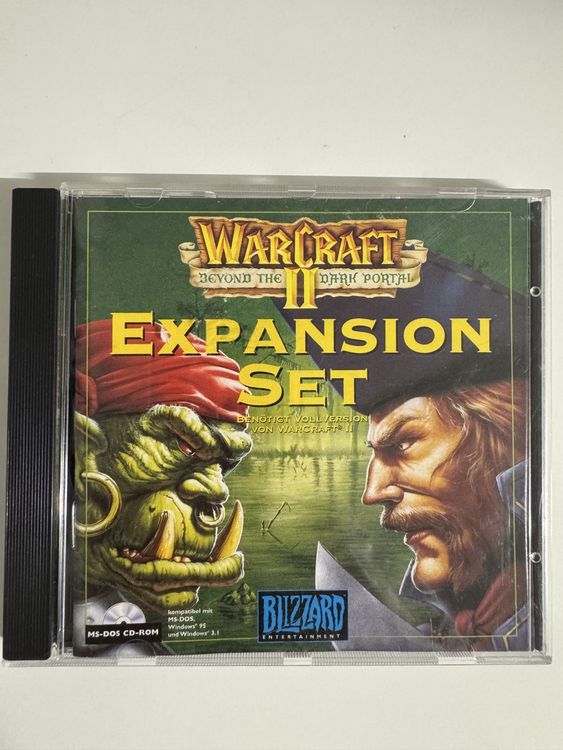 WARCRAFT
BEYOND THE DARK PORTAL
II
EXPANSION
SET
BENÖTIGT VOLLVERSION
VON WARCRAFT® II
MS-DOS CD-ROM
kompatibel mit
MS-DOS,
Windows® 95
und Windows® 3.1
BLIZZARD
ENTERTAINMENT